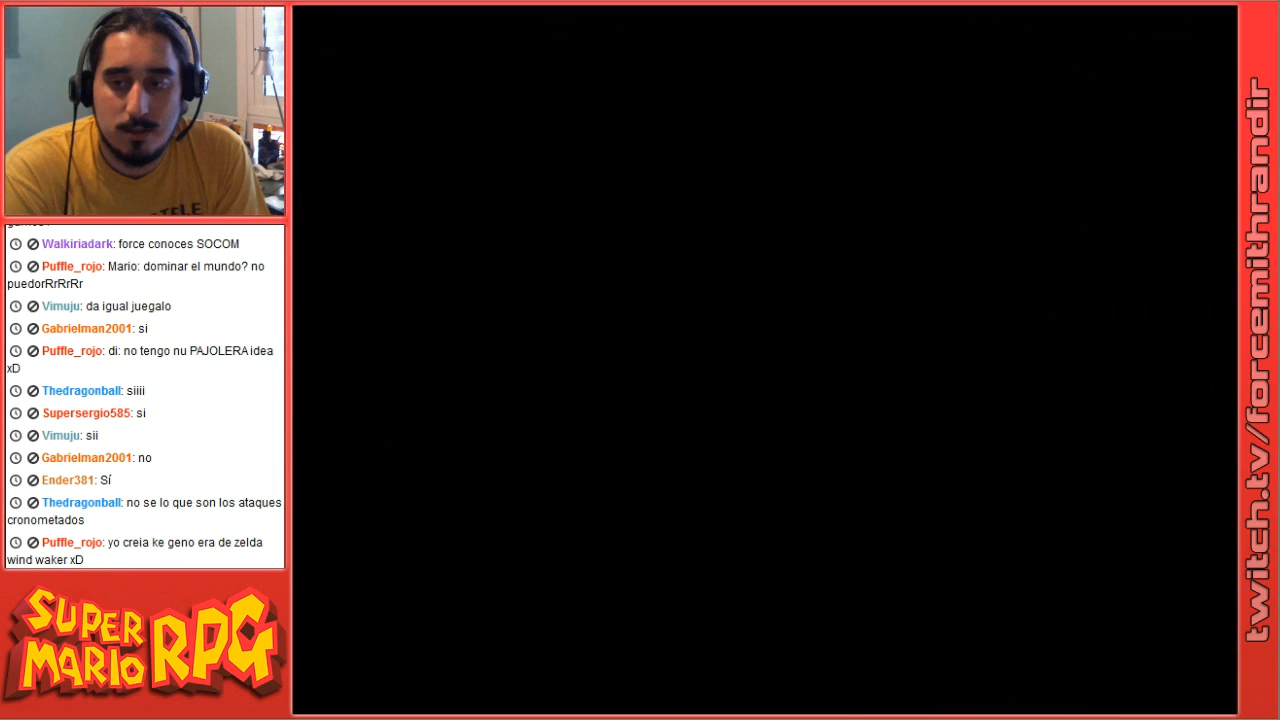 Walkiriadark: force conoces SOCOM
Puffle_rojo: Mario: dominar el mundo? no
puedorRrRrRr
Vimuju: da igual juegalo
Gabrielman2001: si
Puffle_rojo: di: no tengo nu PAJOLERA idea
xD
Thedragonball: siiii
Supersergio585: si
Vimuju: sii
Gabrielman2001: no
Ender381: Sí
Thedragonball: no se lo que son los ataques
cronometados
Puffle_rojo: yo creia ke geno era de zelda
wind waker xD
SUPER
MARIO RPG
twitch.tv/forcemithrandir